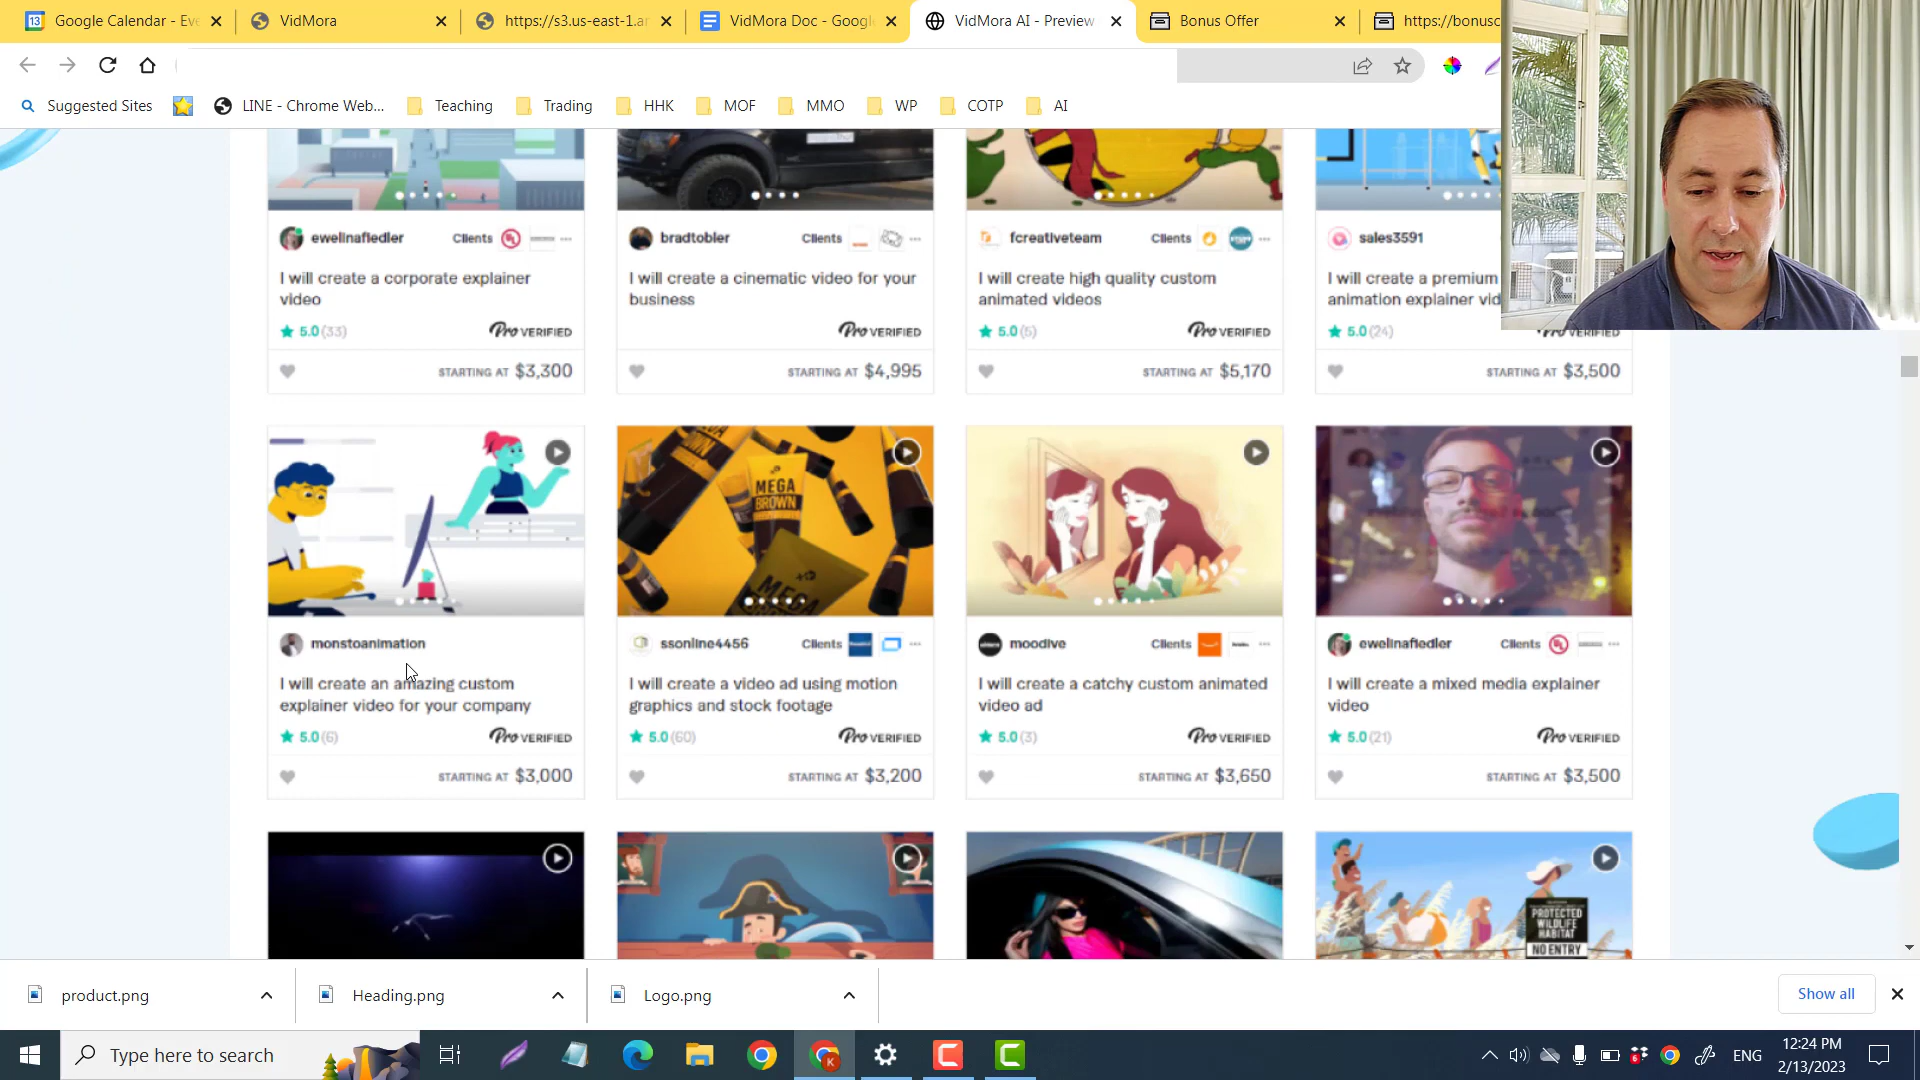 Google Calendar - Eve
VidMora
https://s3.us-east-1.ar
VidMora Doc - Google
VidMora AI - Preview
Bonus Offer
https://bonusc
Suggested Sites
LINE - Chrome Web...
Teaching
Trading
HHK
MOF
MMO
WP
COTP
AI
ewelinafiedler Clients
I will create a corporate explainer
video
5.0 (33) Pro VERIFIED
STARTING AT $3,300
bradtobler Clients
I will create a cinematic video for your
business
Pro VERIFIED
STARTING AT $4,995
fcreativeteam Clients
I will create high quality custom
animated videos
5.0 (5) Pro VERIFIED
STARTING AT $5,170
sales3591
I will create a premium
animation explainer vid
5.0 (24) Pro VERIFIED
STARTING AT $3,500
monstoanimation
I will create an amazing custom
explainer video for your company
5.0 (6) Pro VERIFIED
STARTING AT $3,000
MEGA
BROWN
MEGA
ssonline4456 Clients
I will create a video ad using motion
graphics and stock footage
5.0 (60) Pro VERIFIED
STARTING AT $3,200
moodive Clients
I will create a catchy custom animated
video ad
5.0 (3) Pro VERIFIED
STARTING AT $3,650
ewelinafiedler Clients
I will create a mixed media explainer
video
5.0 (21) Pro VERIFIED
STARTING AT $3,500
PROTECTED
WILDLIFE
HABITAT
NO ENTRY
product.png
Heading.png
Logo.png
Show all
Type here to search
K
6
ENG
12:24 PM
2/13/2023